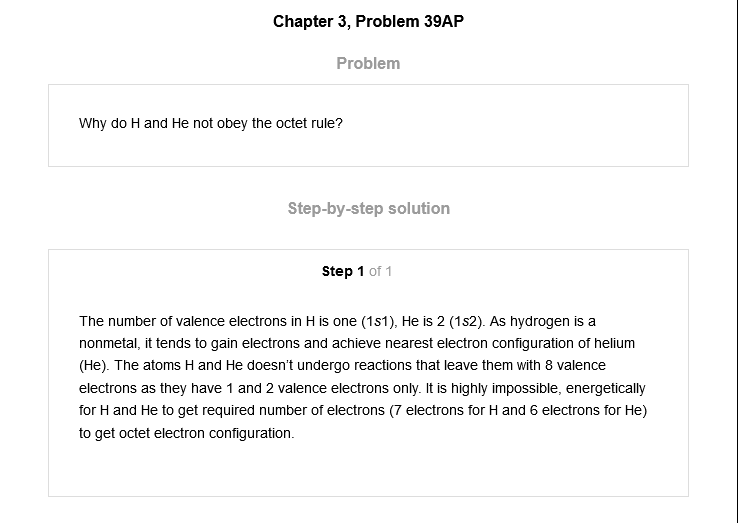 Chapter 3, Problem 39AP
Problem
Why do H and He not obey the octet rule?
Step-by-step solution
Step 1 of 1
The number of valence electrons in H is one (1s1), He is 2 (1s2). As hydrogen is a
nonmetal, it tends to gain electrons and achieve nearest electron configuration of helium
(He). The atoms H and He doesn't undergo reactions that leave them with 8 valence
electrons as they have 1 and 2 valence electrons only. It is highly impossible, energetically
for H and He to get required number of electrons (7 electrons for H and 6 electrons for He)
to get octet electron configuration.